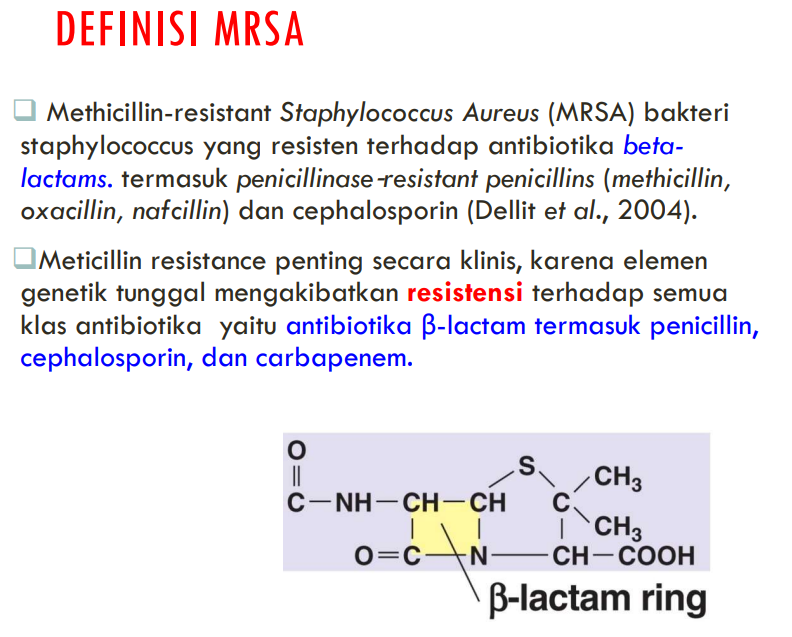 DEFINISI MRSA
❑ Methicillin-resistant Staphylococcus Aureus (MRSA) bakteri
staphylococcus yang resisten terhadap antibiotika beta-
lactams. termasuk penicillinase-resistant penicillins (methicillin,
oxacillin, nafcillin) dan cephalosporin (Dellit et al., 2004).
❑Meticillin resistance penting secara klinis, karena elemen
genetik tunggal mengakibatkan resistensi terhadap semua
klas antibiotika yaitu antibiotika β-lactam termasuk penicillin,
cephalosporin, dan carbapenem.
O
S
CH3
C—NH—CH—CH C
CH3
O=C—N—CH—COOH
β-lactam ring